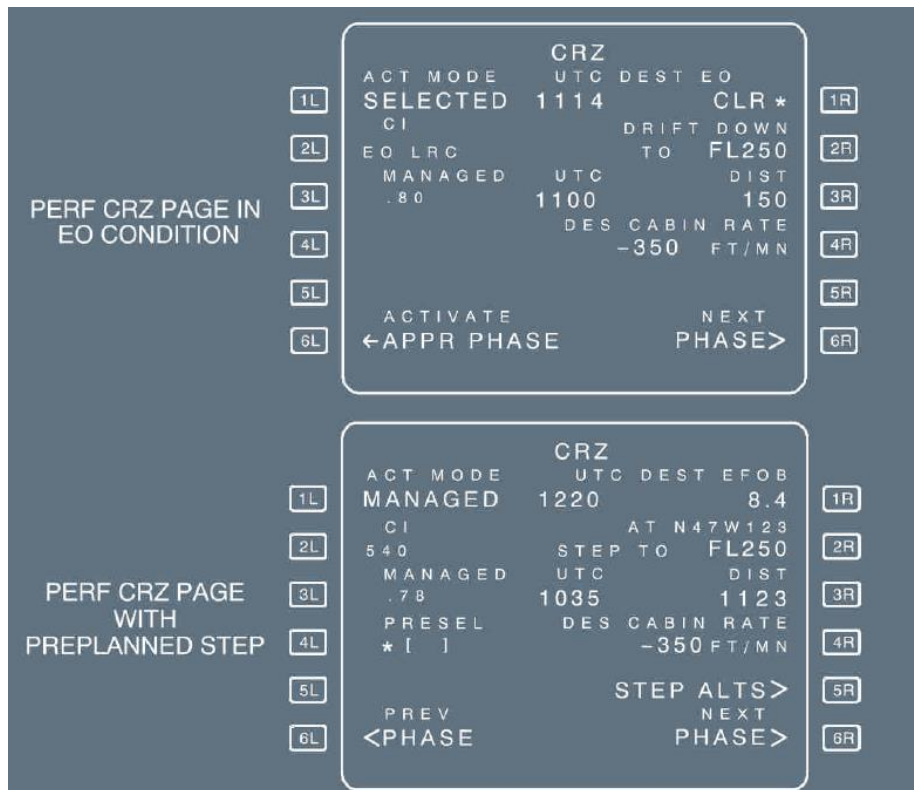 CRZ
ACT MODE UTC DEST EO
1L SELECTED 1114 CLR * 1R
CI DRIFT DOWN
2L EO LRC TO FL250 2R
MANAGED UTC DIST
3L .80 1100 150 3R
PERF CRZ PAGE IN
EO CONDITION
DES CABIN RATE
4L -350 FT/MN 4R
5L 5R
ACTIVATE NEXT
6L ←APPR PHASE PHASE> 6R
CRZ
ACT MODE UTC DEST EFOB
1L MANAGED 1220 8.4 1R
CI AT N47W123
2L 540 STEP TO FL250 2R
MANAGED UTC DIST
3L .78 1035 1123 3R
PERF CRZ PAGE
WITH
PREPLANNED STEP
PRESEL DES CABIN RATE
4L *[ ] -350 FT/MN 4R
5L STEP ALTS> 5R
PREV NEXT
6L <PHASE PHASE> 6R